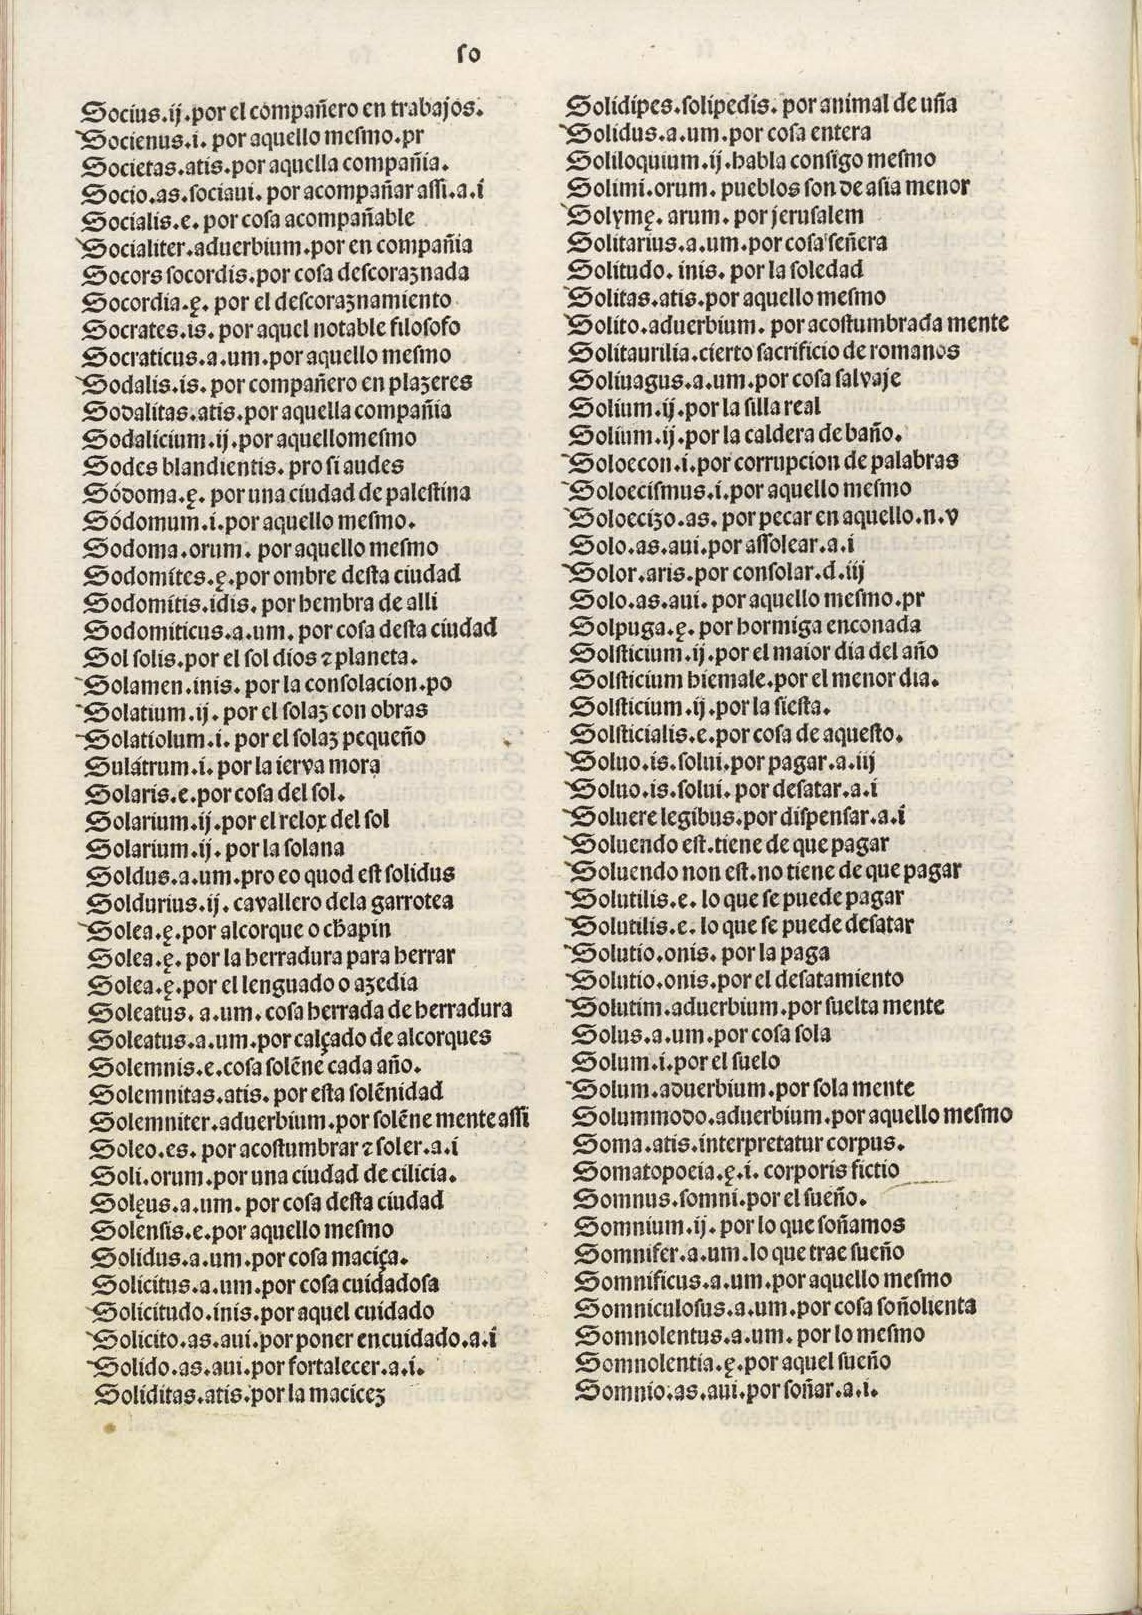 so
Socius.ij.por el compañero en trabajos.
Socienus.i. por aquello mesmo.pr
Societas.atis.por aquella compañia.
Socio.as.sociaui. por acompañar assi.a.i
Socialis.e. por cosa acompañable
Socialiter.aduerbium.por en compañia
Socors socordis.por cosa descoraznada
Socordia.ę. por el descoraznamiento
Socrates.is. por aquel notable filosofo
Socraticus.a.um.por aquello mesmo
Sodalis.is. por compañero en plazeres
Sodalitas.atis.por aquella compañia
Sodalicium.ij.por aquellomesmo
Sodes blandientis. pro si audes
Sódoma.ę. por una ciudad de palestina
Sódomum.i.por aquello mesmo.
Sodoma.orum. por aquello mesmo
Sodomítes.ę.por ombre desta ciudad
Sodomítis.idis. por hembra de alli
Sodomiticus.a.um. por cosa desta ciudad
Sol solis.por el sol dios ⁊ planeta.
Solamen.inis. por la consolacion.po
Solatium.ij. por el solaz con obras
Solatiolum.i. por el solaz pequeño
Sulátrum.i. por la ierva mora
Solaris.e.por cosa del sol.
Solarium.ij.por el relox del sol
Solarium.ij. por la solana
Soldus.a.um.pro eo quod est solidus
Soldurius.ij. cavallero dela garrotea
Solea.ę.por alcorque o chapin
Solea.ę. por la herradura para herrar
Solea.ę.por el lenguado o azedia
Soleatus. a.um. cosa herrada de herradura
Soleatus.a.um.por calçado de alcorques
Solemnis.e.cosa solēne cada año.
Solemnitas.atis. por esta solēnidad
Solemniter.aduerbium.por solēne mente assi
Soleo.es. por acostumbrar ⁊ soler.a.i
Soli.orum.por una ciudad de cilicia.
Solęus.a.um. por cosa desta ciudad
Solensis.e.por aquello mesmo
Solidus.a.um.por cosa maciça.
Solicitus.a.um.por cosa cuidadosa
Solicitudo.inis.por aquel cuidado
Solicito.as.aui.por poner encuidado.a.i
Solido.as.aui.por fortalecer.a.i.
Soliditas.atis.por la macicez
Solidipes.solipedis. por animal de uña
Solidus.a.um.por cosa entera
Soliloquium.ij.habla consigo mesmo
Solimi.orum. pueblos son de asia menor
Solymę. arum. por jerusalem
Solitarius.a.um.por cosa señera
Solitudo. inis. por la soledad
Solitas.atis.por aquello mesmo
Solito.aduerbium. por acostumbrada mente
Solitaurilia.cierto sacrificio de romanos
Soliuagus.a.um.por cosa salvaje
Solium.ij.por la silla real
Solium.ij.por la caldera de baño.
Soloecon.i.por corrupcion de palabras
Soloecismus.i.por aquello mesmo
Soloecizo.as. por pecar en aquello.n.v
Solo.as.aui.por assolear.a.i
Solor.aris.por consolar.d.iij
Solo.as.aui. por aquello mesmo.pr
Solpuga.ę. por hormiga enconada
Solsticium.ij.por el maior dia del año
Solsticium hiemale.por el menor dia.
Solsticium.ij.por la siesta.
Solsticialis.e.por cosa de aquesto.
Soluo.is.solui.por pagar.a.iij
Soluo.is.solui. por desatar.a.i
Soluere legibus.por dispensar.a.i
Soluendo est.tiene de que pagar
Soluendo non est.no tiene de que pagar
Solutilis.e. lo que se puede pagar
Solutilis.e. lo que se puede desatar
Solutio.onis. por la paga
Solutio.onis.por el desatamiento
Solutim.aduerbium.por suelta mente
Solus.a.um.por cosa sola
Solum.i.por el suelo
Solum.aduerbium.por sola mente
Solummodo.aduerbium.por aquello mesmo
Soma.atis.interpretatur corpus.
Somatopoeia.ę.i. corporis fictio
Somnus.somni.por el sueño.
Somnium.ij. por lo que soñamos
Somnifer.a.um.lo que trae sueño
Somnificus.a.um.por aquello mesmo
Somniculosus.a.um.por cosa soñolienta
Somnolentus.a.um. por lo mesmo
Somnolentia.ę.por aquel sueño
Somnio.as.aui.por soñar.a.i.